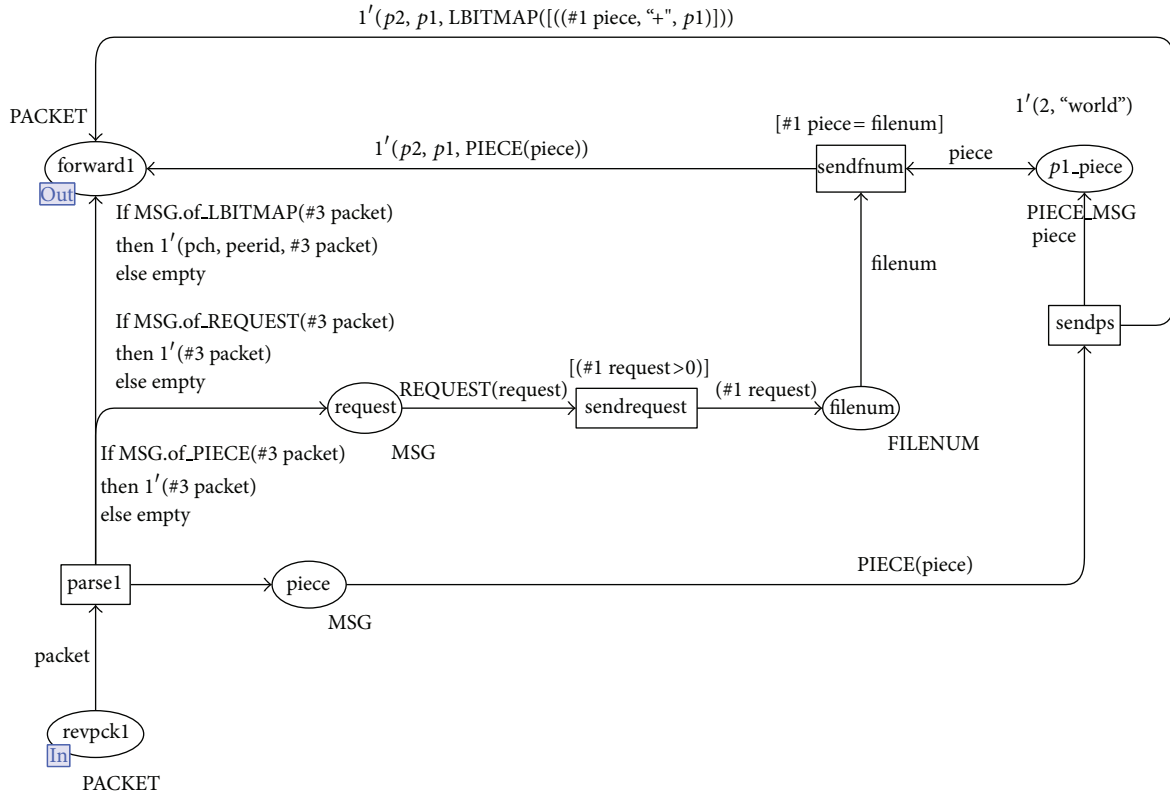 1′(p2, p1, LBITMAP([((#1 piece, “+", p1)]))
PACKET
1′(2, “world”)
[#1 piece = filenum]
forward1
1′(p2, p1, PIECE(piece))
sendfnum
piece
p1_piece
Out
If MSG.of_LBITMAP(#3 packet)
then 1′(pch, peerid, #3 packet)
else empty
PIECE_MSG
piece
filenum
If MSG.of_REQUEST(#3 packet)
then 1′(#3 packet)
else empty
sendps
[(#1 request>0)]
REQUEST(request)
(#1 request)
request
sendrequest
filenum
MSG
FILENUM
If MSG.of_PIECE(#3 packet)
then 1′(#3 packet)
else empty
PIECE(piece)
parse1
piece
MSG
packet
revpck1
In
PACKET